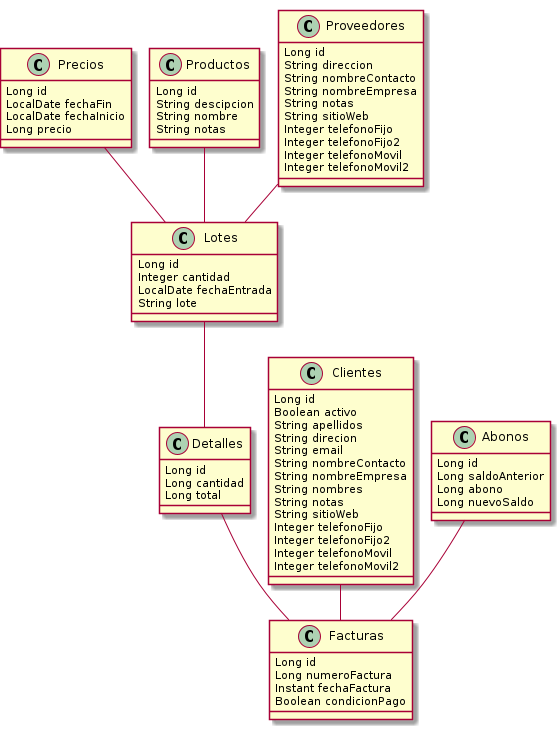 C Proveedores
Long id
String direccion
String nombreContacto
String nombreEmpresa
String notas
String sitioWeb
Integer telefonoFijo
Integer telefonoFijo2
Integer telefonoMovil
Integer telefonoMovil2
C Precios
Long id
LocalDate fechaFin
LocalDate fechaInicio
Long precio
C Productos
Long id
String descipcion
String nombre
String notas
C Lotes
Long id
Integer cantidad
LocalDate fechaEntrada
String lote
C Clientes
Long id
Boolean activo
String apellidos
String direcion
String email
String nombreContacto
String nombreEmpresa
String nombres
String notas
String sitioWeb
Integer telefonoFijo
Integer telefonoFijo2
Integer telefonoMovil
Integer telefonoMovil2
C Detalles
Long id
Long cantidad
Long total
C Abonos
Long id
Long saldoAnterior
Long abono
Long nuevoSaldo
C Facturas
Long id
Long numeroFactura
Instant fechaFactura
Boolean condicionPago